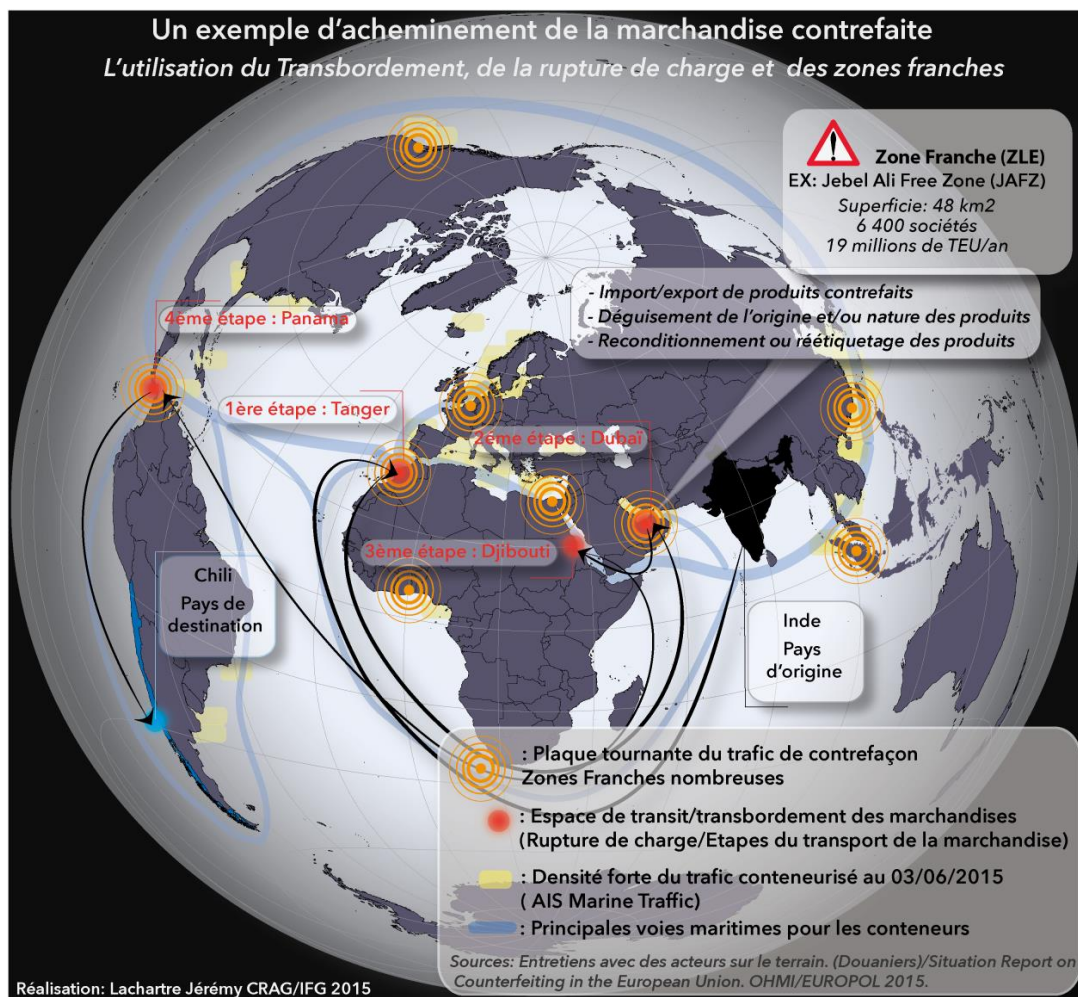 Un exemple d'acheminement de la marchandise contrefaite
L'utilisation du Transbordement, de la rupture de charge et des zones franches
Zone Franche (ZLE)
EX: Jebel Ali Free Zone (JAFZ)
Superficie: 48 km2
6 400 sociétés
19 millions de TEU/an
- Import/export de produits contrefaits
- Déguisement de l'origine et/ou nature des produits
- Reconditionnement ou réétiquetage des produits
4ème étape : Panama
1ère étape : Tanger
2ème étape : Dubaï
3ème étape : Djibouti
Chili
Pays de
destination
Inde
Pays
d'origine
: Plaque tournante du trafic de contrefaçon
Zones Franches nombreuses
: Espace de transit/transbordement des marchandises
(Rupture de charge/Etapes du transport de la marchandise)
: Densité forte du trafic conteneurisé au 03/06/2015
( AIS Marine Traffic)
: Principales voies maritimes pour les conteneurs
Sources: Entretiens avec des acteurs sur le terrain. (Douaniers)/Situation Report on
Counterfeiting in the European Union. OHMI/EUROPOL 2015.
Réalisation: Lachartre Jérémy CRAG/IFG 2015